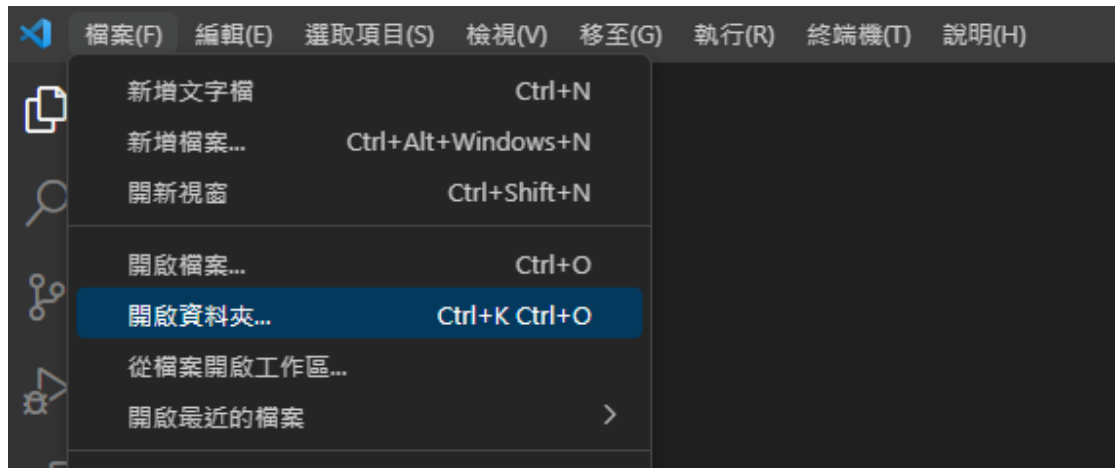 檔案(F) 編輯(E) 選取項目(S) 檢視(V) 移至(G) 執行(R) 終端機(T) 說明(H)
新增文字檔 Ctrl+N
新增檔案... Ctrl+Alt+Windows+N
開新視窗 Ctrl+Shift+N
開啟檔案... Ctrl+O
開啟資料夾... Ctrl+K Ctrl+O
從檔案開啟工作區...
開啟最近的檔案